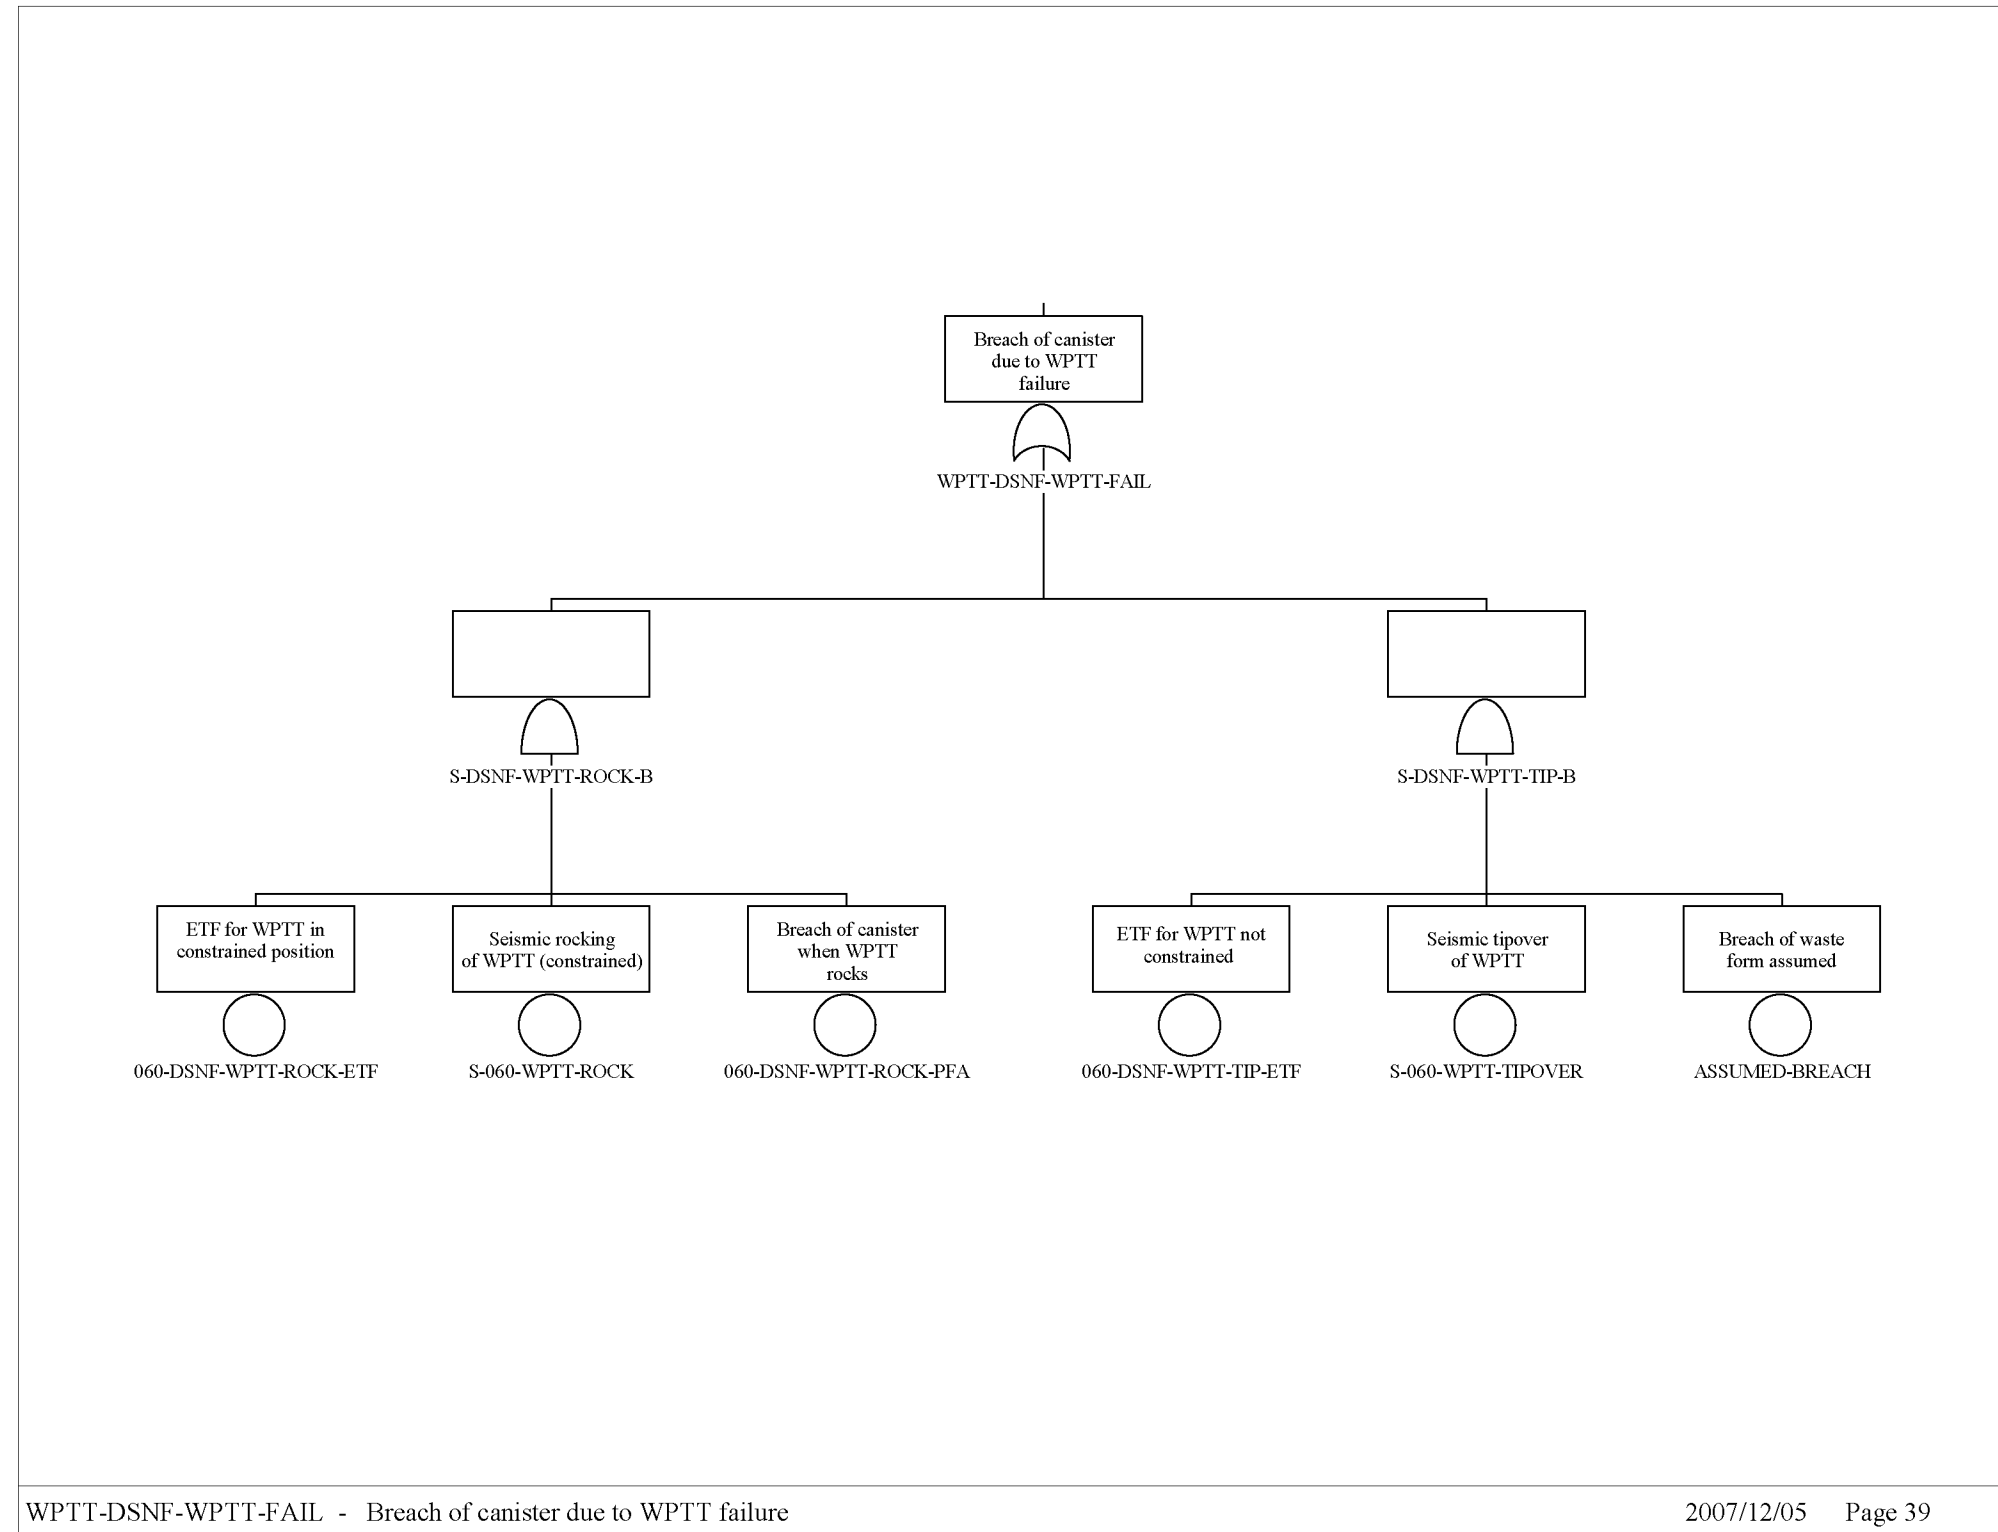 Breach of canister
due to WPTT
failure
WPTT-DSNF-WPTT-FAIL
S-DSNF-WPTT-ROCK-B
S-DSNF-WPTT-TIP-B
ETF for WPTT in
constrained position
060-DSNF-WPTT-ROCK-ETF
Seismic rocking
of WPTT (constrained)
S-060-WPTT-ROCK
Breach of canister
when WPTT
rocks
060-DSNF-WPTT-ROCK-PFA
ETF for WPTT not
constrained
060-DSNF-WPTT-TIP-ETF
Seismic tipover
of WPTT
S-060-WPTT-TIPOVER
Breach of waste
form assumed
ASSUMED-BREACH
WPTT-DSNF-WPTT-FAIL - Breach of canister due to WPTT failure
2007/12/05 Page 39